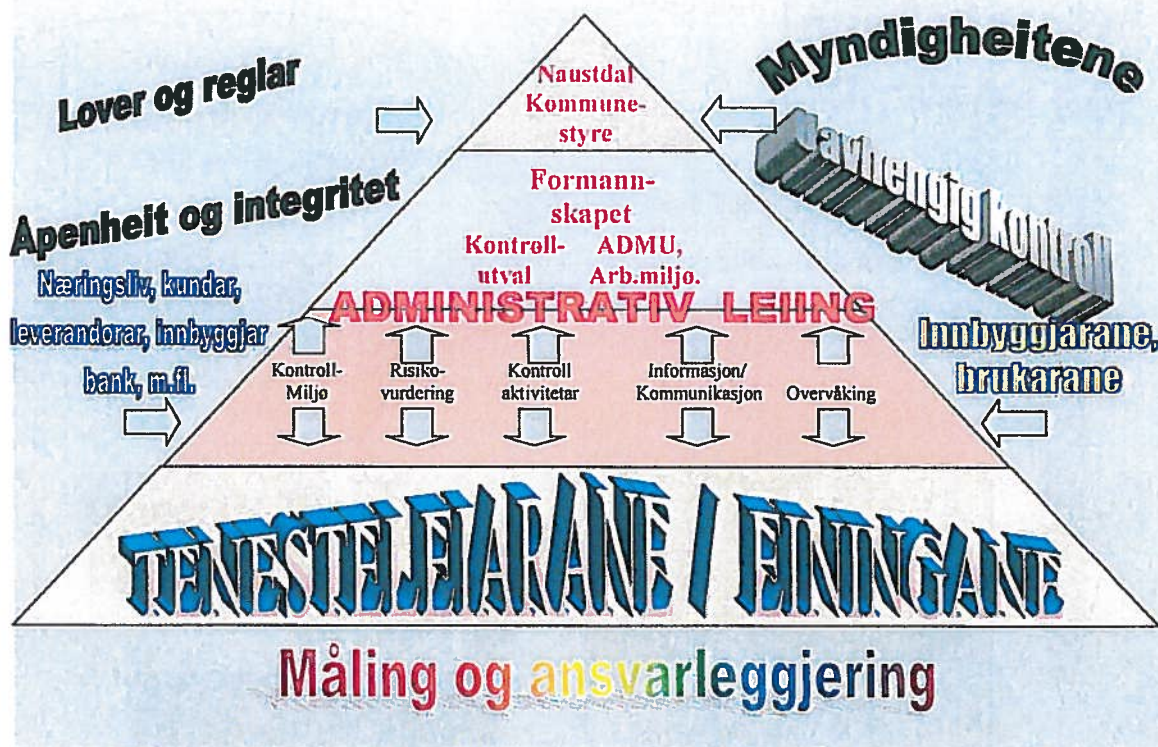 Lover og reglar
Myndigheitene
Naustdal
Kommune-
styre
Uavhengig kontroll
Åpenheit og integritet
Formann-
skapet
Kontroll-
utval
ADMU,
Arb.miljø.
Næringsliv, kundar,
leverandørar, innbyggjar
bank, m.fl.
ADMINISTRATIV LEIING
Innbyggjarane,
brukarane
Kontroll-
Miljø
Risiko-
vurdering
Kontroll
aktivitetar
Informasjon/
Kommunikasjon
Overvåking
TENESTELEIARANE / EININGANE
Måling og ansvarleggjering